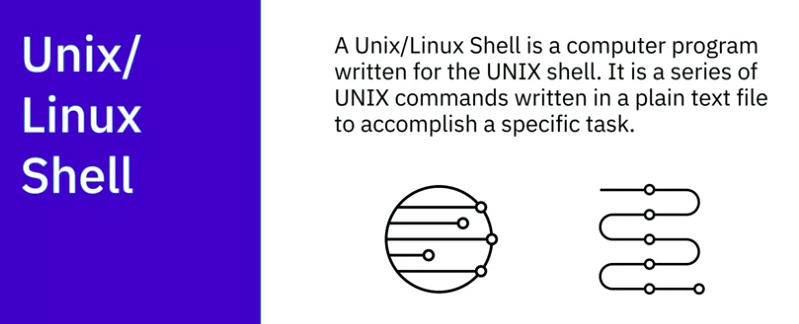 Unix/
Linux
Shell
A Unix/Linux Shell is a computer program
written for the UNIX shell. It is a series of
UNIX commands written in a plain text file
to accomplish a specific task.